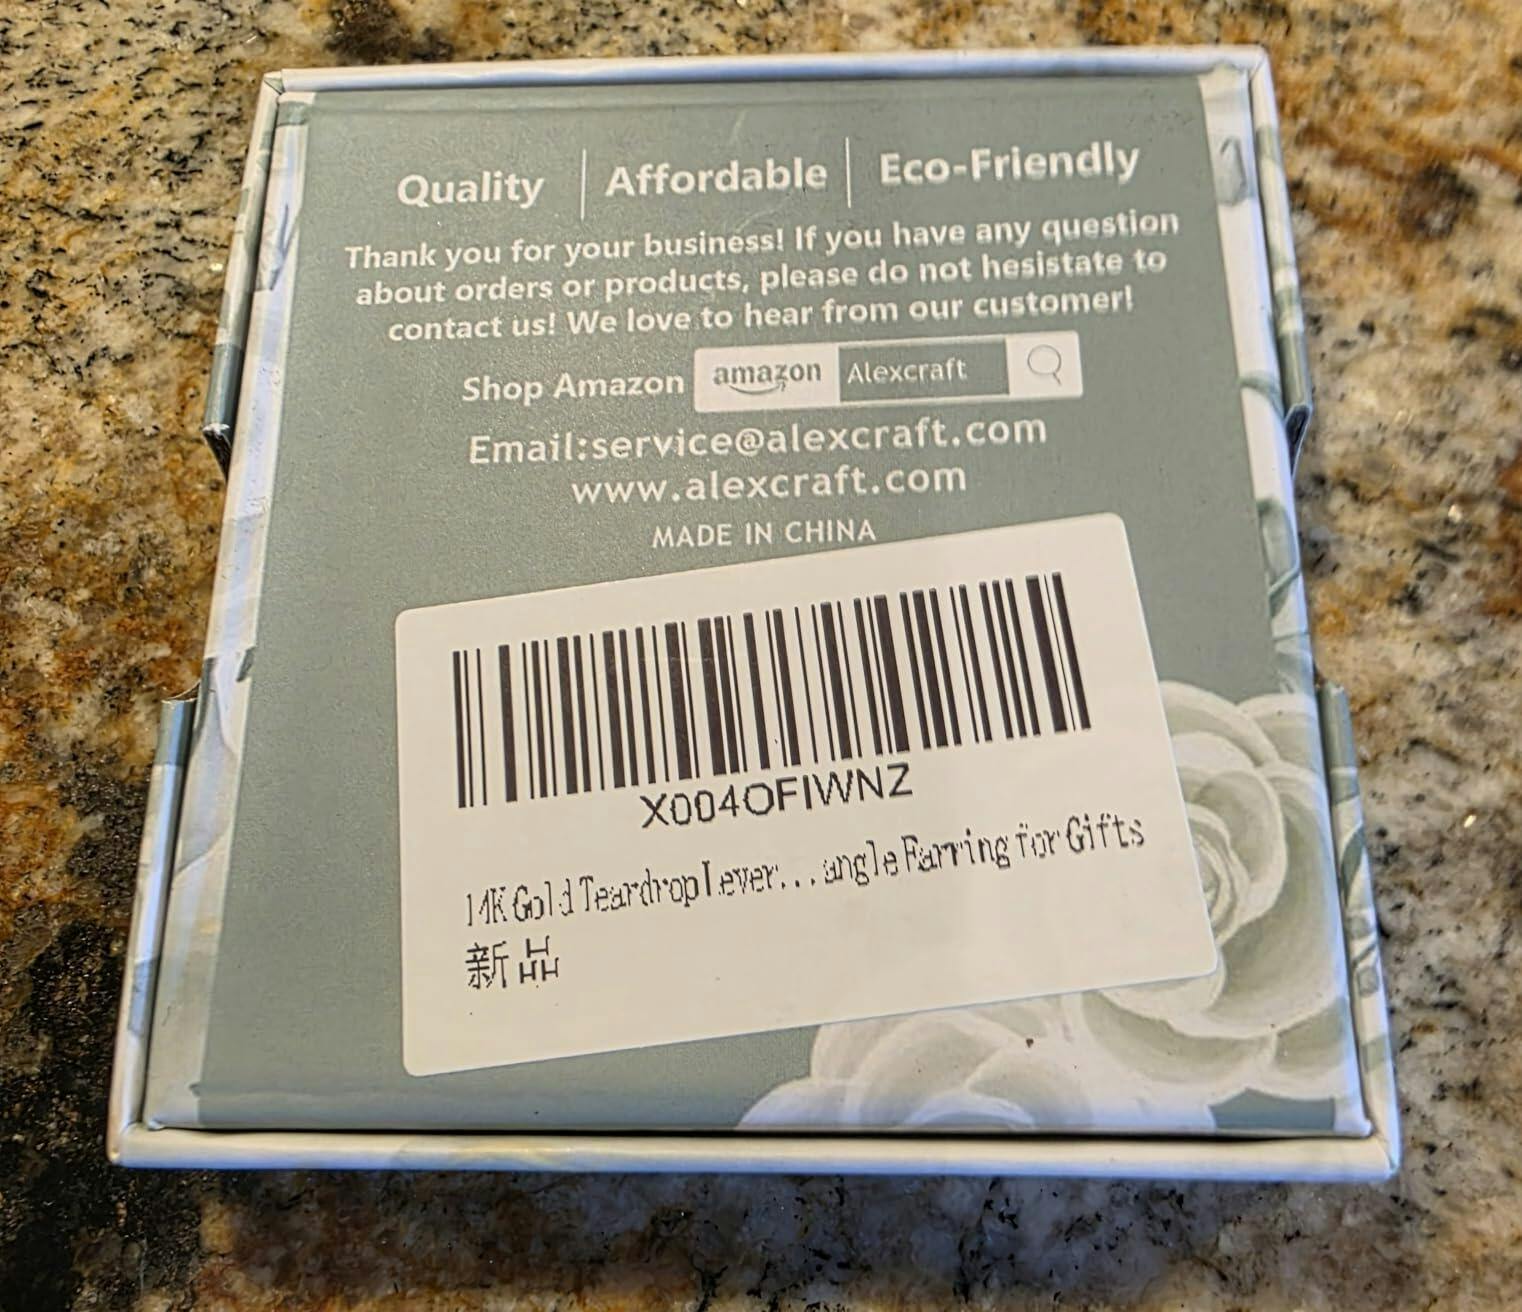 Quality | Affordable | Eco-Friendly
Thank you for your business! If you have any question
about orders or products, please do not hesistate to
contact us! We love to hear from our customer!
Shop Amazon amazon Alexcraft
Email:service@alexcraft.com
www.alexcraft.com
MADE IN CHINA
X004OFIWNZ
14K Gold Teardrop Lever...angle Earring for Gifts
新品